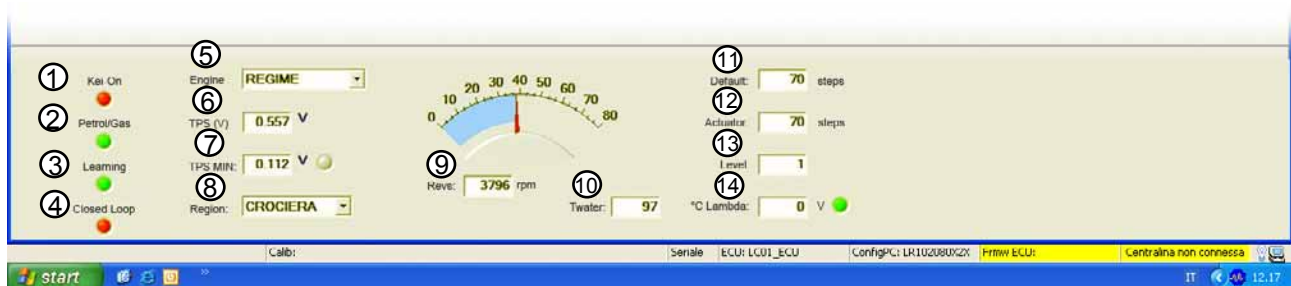 ① Kei On
② Petrol/Gas
③ Learning
④ Closed Loop
⑤ Engine REGIME
⑥ TPS (V) 0.557 V
⑦ TPS MIN: 0.112 V
⑧ Region: CROCIERA
0 10 20 30 40 50 60 70 80
⑨ Revs: 3796 rpm
⑩ Twater: 97 °C
⑪ Default: 70 steps
⑫ Actuator 70 steps
⑬ Level 1
⑭ Lambda: 0 V
Calib: Seriale ECU: LC01_ECU ConfigPC: LR102080X2X Frmw ECU: Centralina non connessa
start » IT 12.17